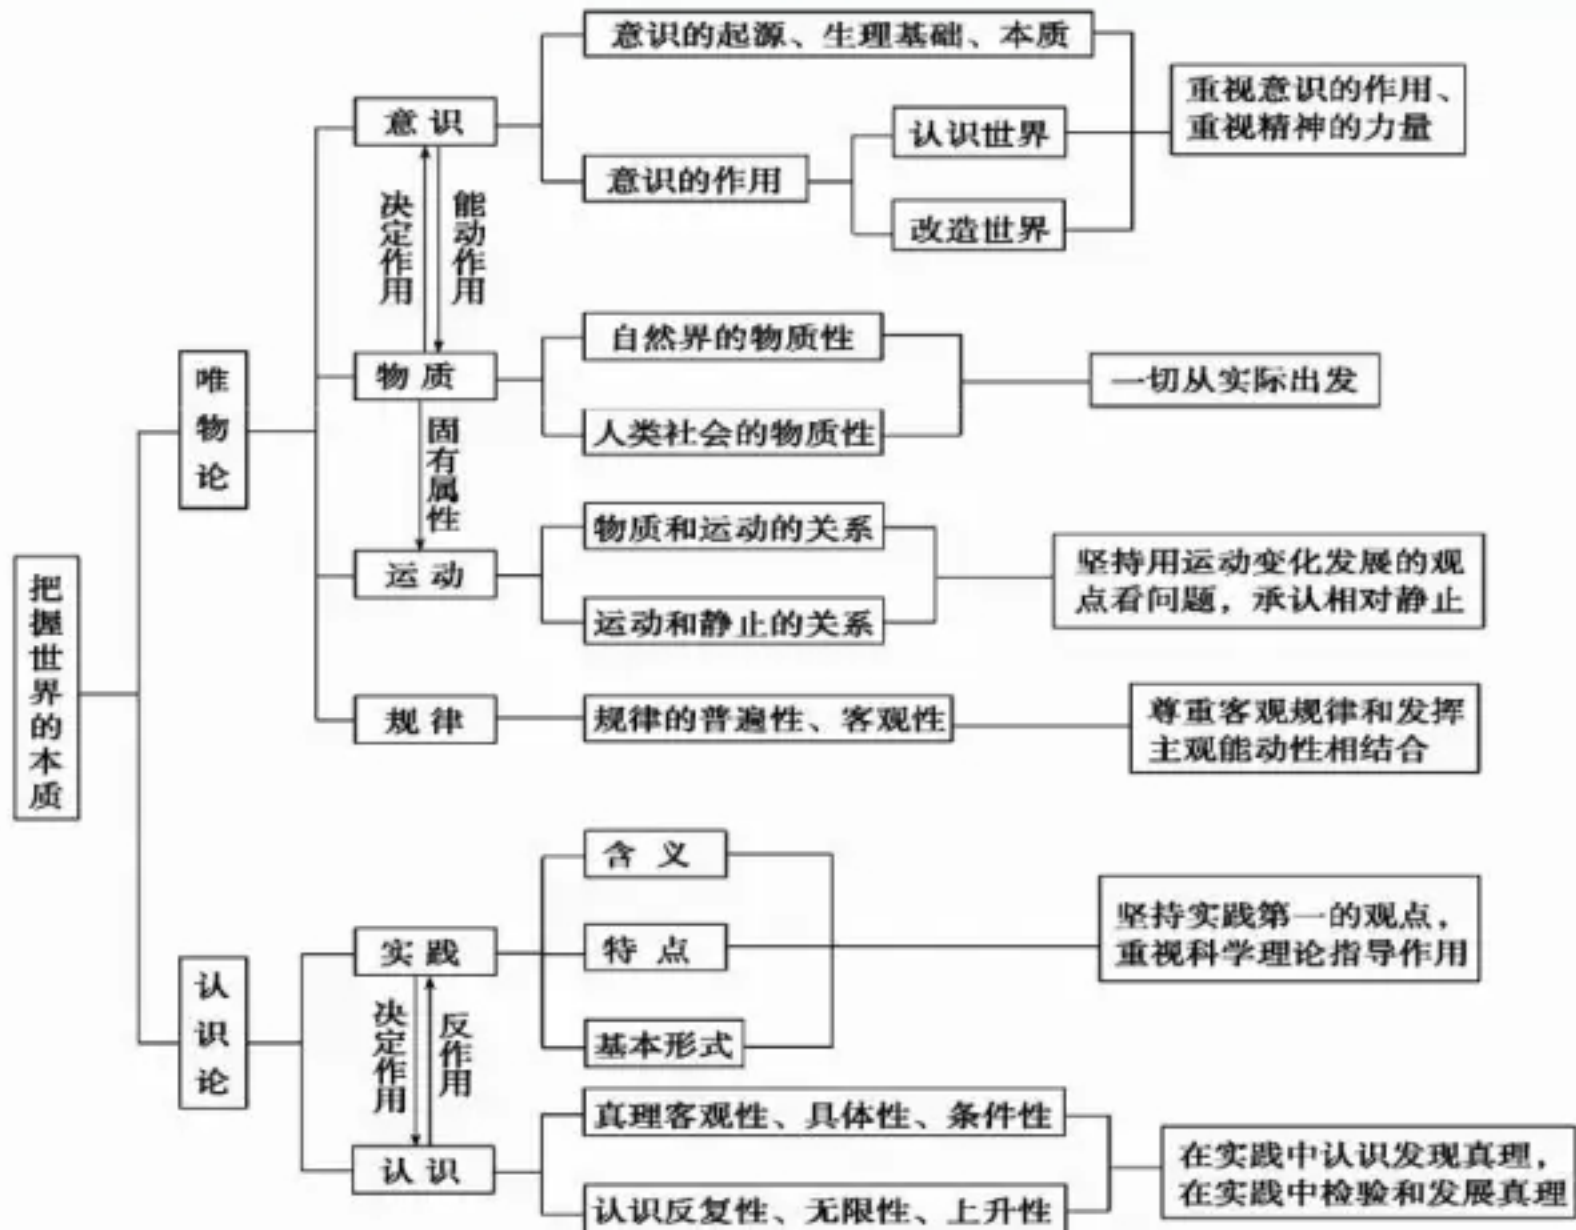 意识的起源、生理基础、本质
重视意识的作用、
重视精神的力量
意识
认识世界
意识的作用
改造世界
决定作用
能动作用
自然界的物质性
唯物论
物质
一切从实际出发
人类社会的物质性
固有属性
物质和运动的关系
坚持用运动变化发展的观
点看问题，承认相对静止
运动
运动和静止的关系
把握世界的本质
规律
规律的普遍性、客观性
尊重客观规律和发挥
主观能动性相结合
含义
坚持实践第一的观点，
重视科学理论指导作用
实践
特点
认识论
决定作用
反作用
基本形式
真理客观性、具体性、条件性
在实践中认识发现真理，
在实践中检验和发展真理
认识
认识反复性、无限性、上升性